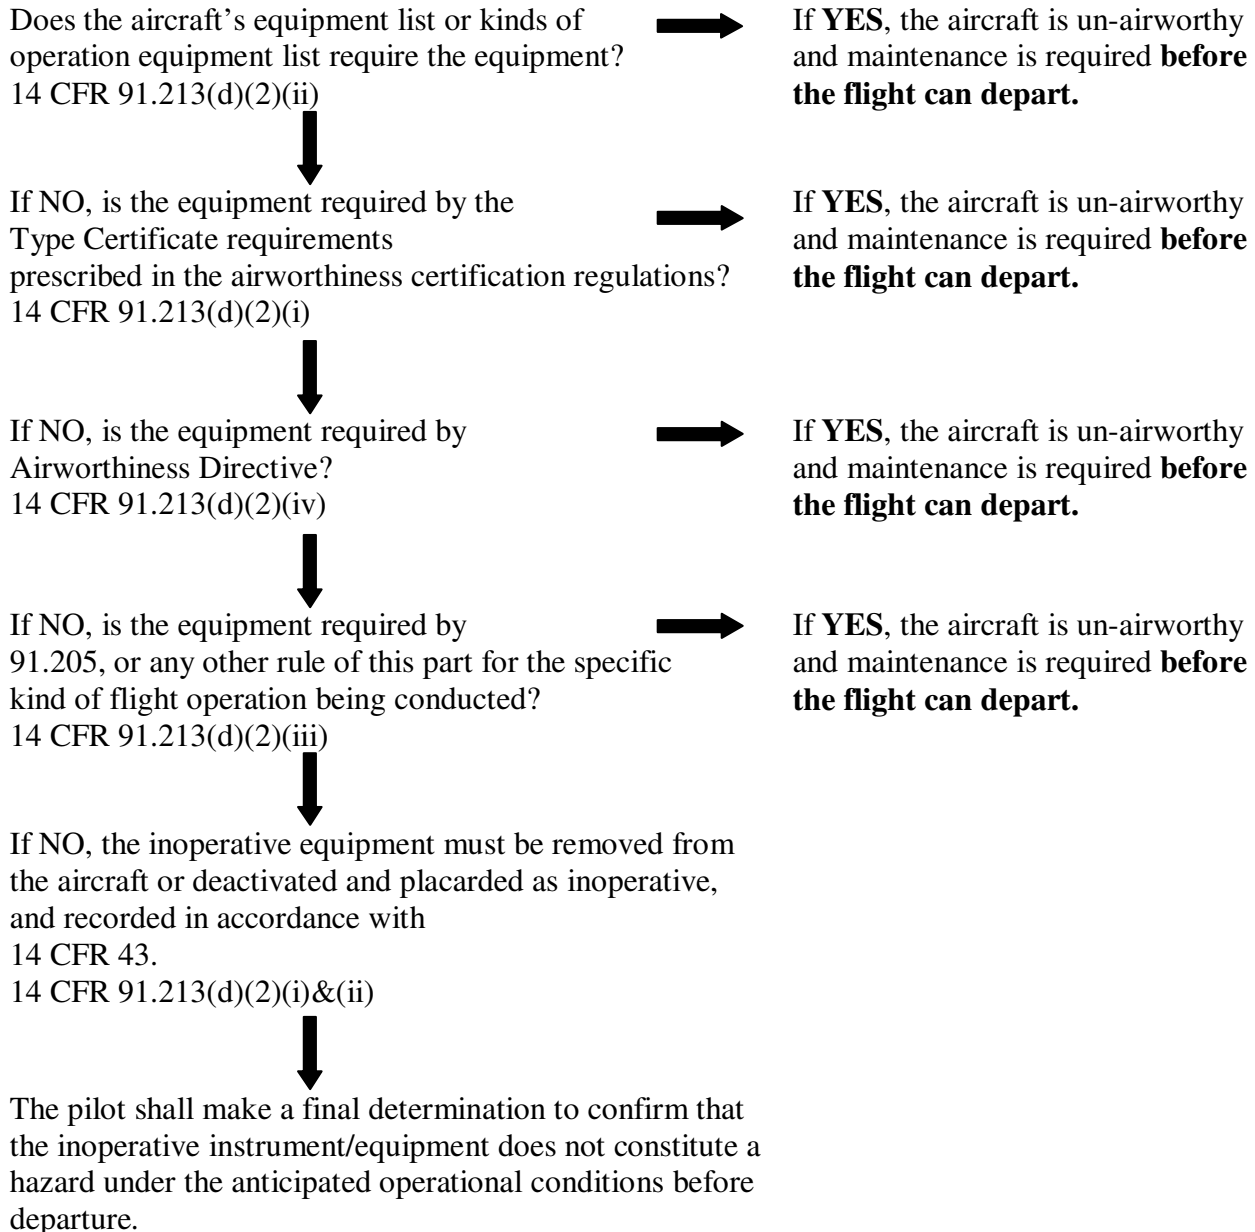 Does the aircraft's equipment list or kinds of
operation equipment list require the equipment?
14 CFR 91.213(d)(2)(ii)
If YES, the aircraft is un-airworthy
and maintenance is required before
the flight can depart.
If NO, is the equipment required by the
Type Certificate requirements
prescribed in the airworthiness certification regulations?
14 CFR 91.213(d)(2)(i)
If YES, the aircraft is un-airworthy
and maintenance is required before
the flight can depart.
If NO, is the equipment required by
Airworthiness Directive?
14 CFR 91.213(d)(2)(iv)
If YES, the aircraft is un-airworthy
and maintenance is required before
the flight can depart.
If NO, is the equipment required by
91.205, or any other rule of this part for the specific
kind of flight operation being conducted?
14 CFR 91.213(d)(2)(iii)
If YES, the aircraft is un-airworthy
and maintenance is required before
the flight can depart.
If NO, the inoperative equipment must be removed from
the aircraft or deactivated and placarded as inoperative,
and recorded in accordance with
14 CFR 43.
14 CFR 91.213(d)(2)(i)&(ii)
The pilot shall make a final determination to confirm that
the inoperative instrument/equipment does not constitute a
hazard under the anticipated operational conditions before
departure.